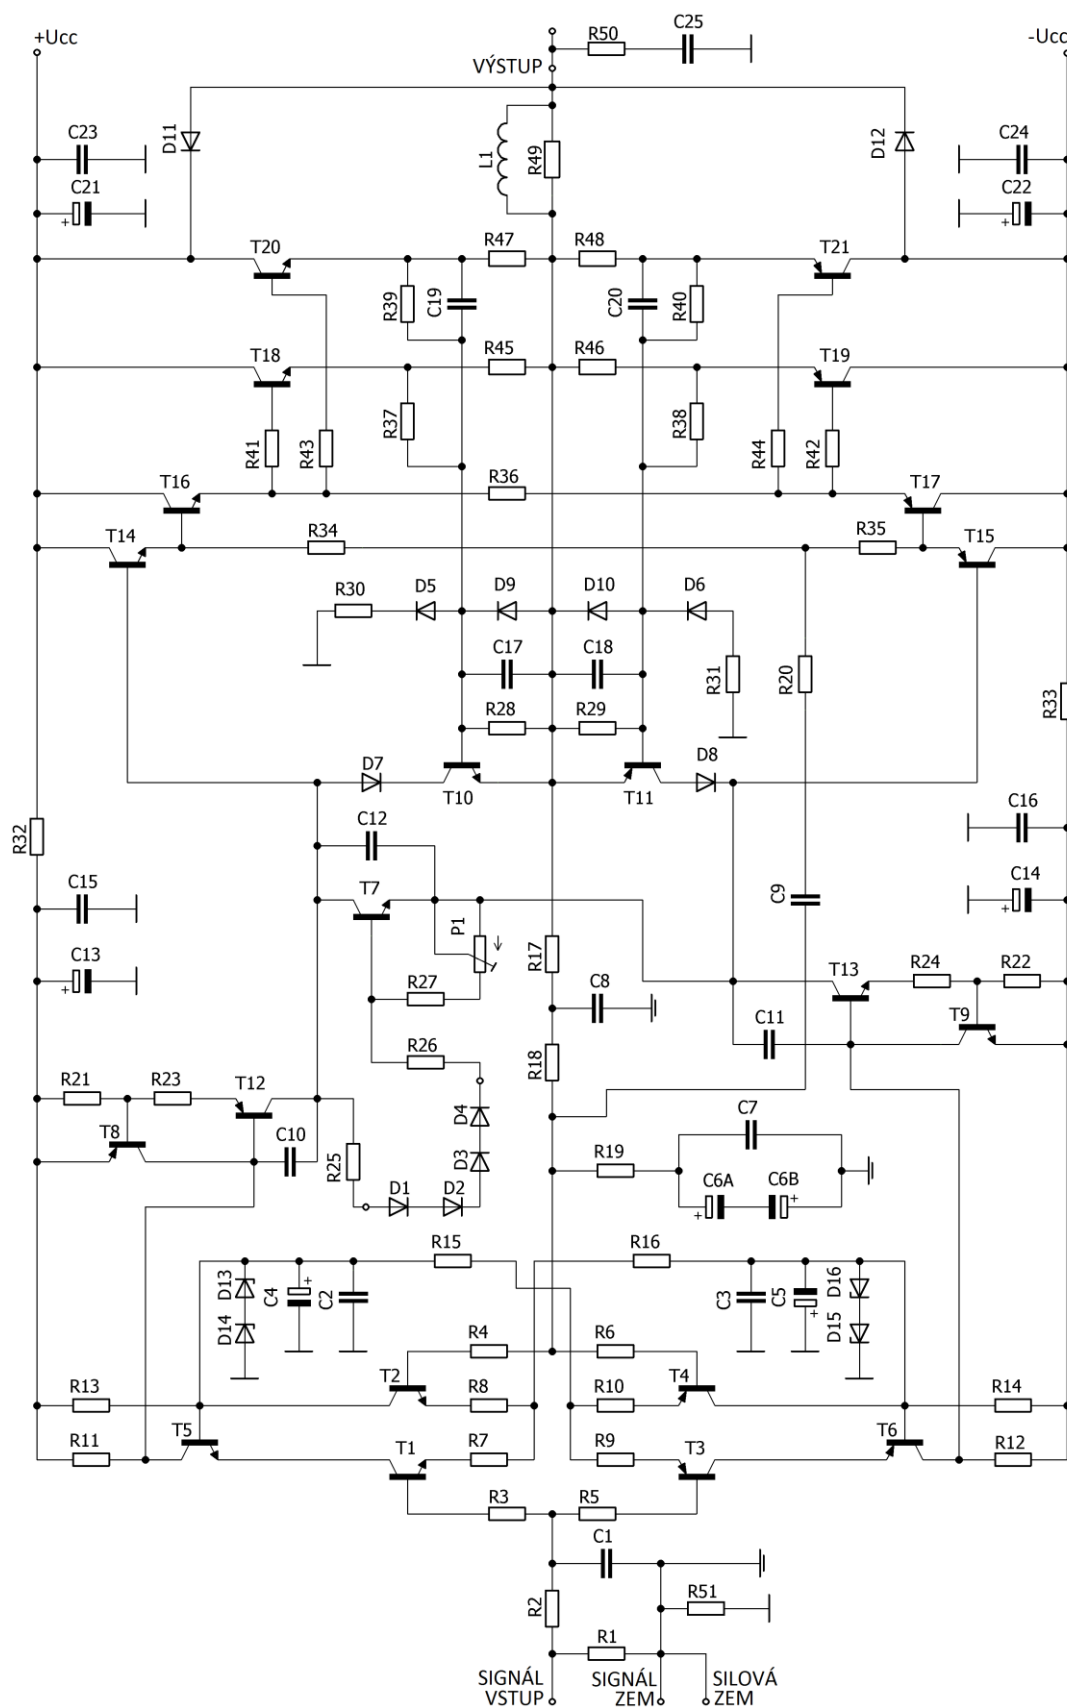 +Ucc
-Ucc
R50
C25
VÝSTUP
D11
D12
C23
C24
L1
R49
C21
C22
+
+
T20
R47
R48
T21
R39
C19
C20
R40
T18
R45
R46
T19
R37
R38
R41
R43
R44
R42
T16
R36
T17
T14
R34
R35
T15
R30
D5
D9
D10
D6
C17
C18
R31
R20
R33
R28
R29
D7
D8
T10
T11
R32
C12
C16
C15
T7
C9
C14
P1
+
C13
R17
+
R27
C8
T13
R24
R22
C11
T9
R26
R18
R21
R23
T12
D4
C7
T8
C10
R25
D3
R19
D1
D2
C6A
C6B
+
+
R15
R16
D13
C4
+
C2
C3
C5
D16
D14
+
D15
R4
R6
R13
T2
R8
R10
T4
R14
R11
T5
T1
R7
R9
T3
T6
R12
R3
R5
C1
R2
R51
R1
SIGNÁL VSTUP
SIGNÁL ZEM
SILOVÁ ZEM